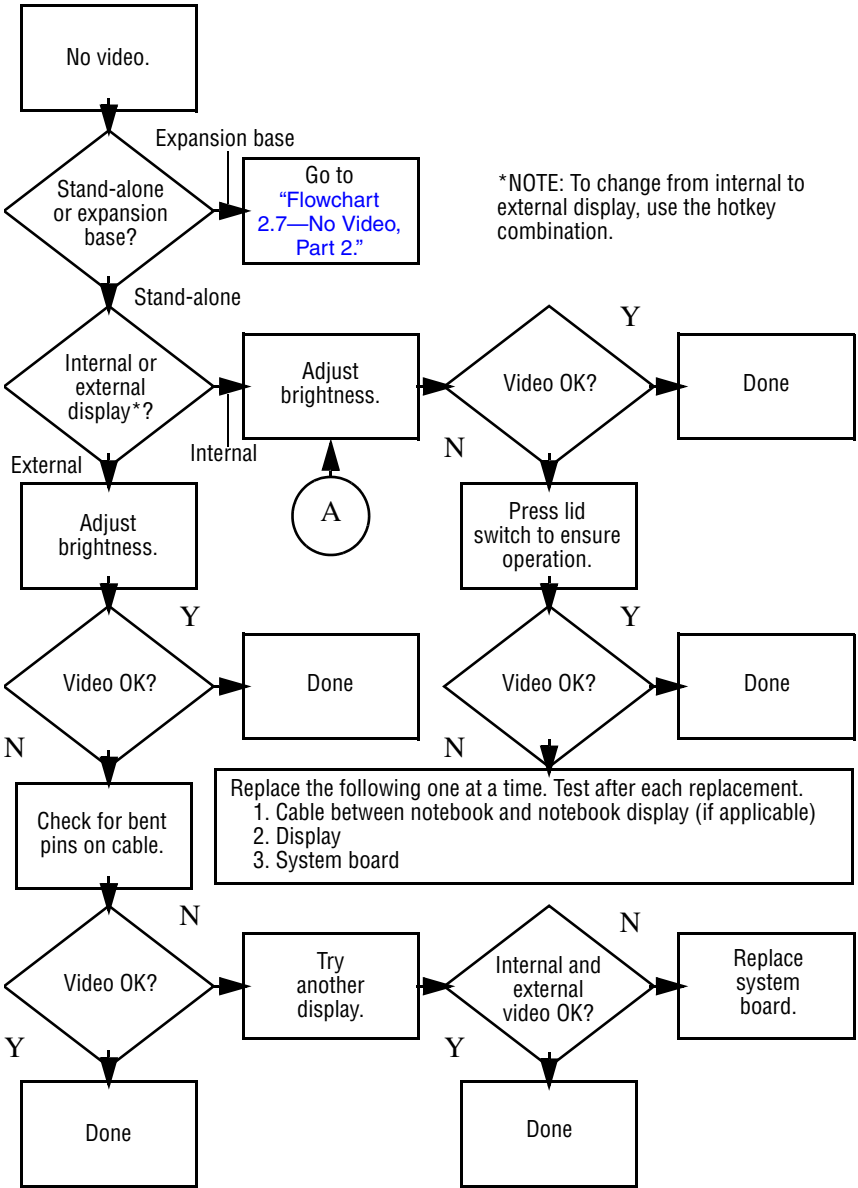 No video.
Expansion base
Stand-alone
or expansion
base?
Go to
“Flowchart
2.7—No Video,
Part 2.”
*NOTE: To change from internal to
external display, use the hotkey
combination.
Stand-alone
Internal or
external
display*?
Internal
External
Adjust
brightness.
A
Video OK?
Y
N
Done
Adjust
brightness.
Press lid
switch to ensure
operation.
Video OK?
Y
N
Done
Video OK?
Y
N
Done
Check for bent
pins on cable.
Replace the following one at a time. Test after each replacement.
1. Cable between notebook and notebook display (if applicable)
2. Display
3. System board
Video OK?
N
Y
Try
another
display.
Internal and
external
video OK?
N
Y
Replace
system
board.
Done
Done